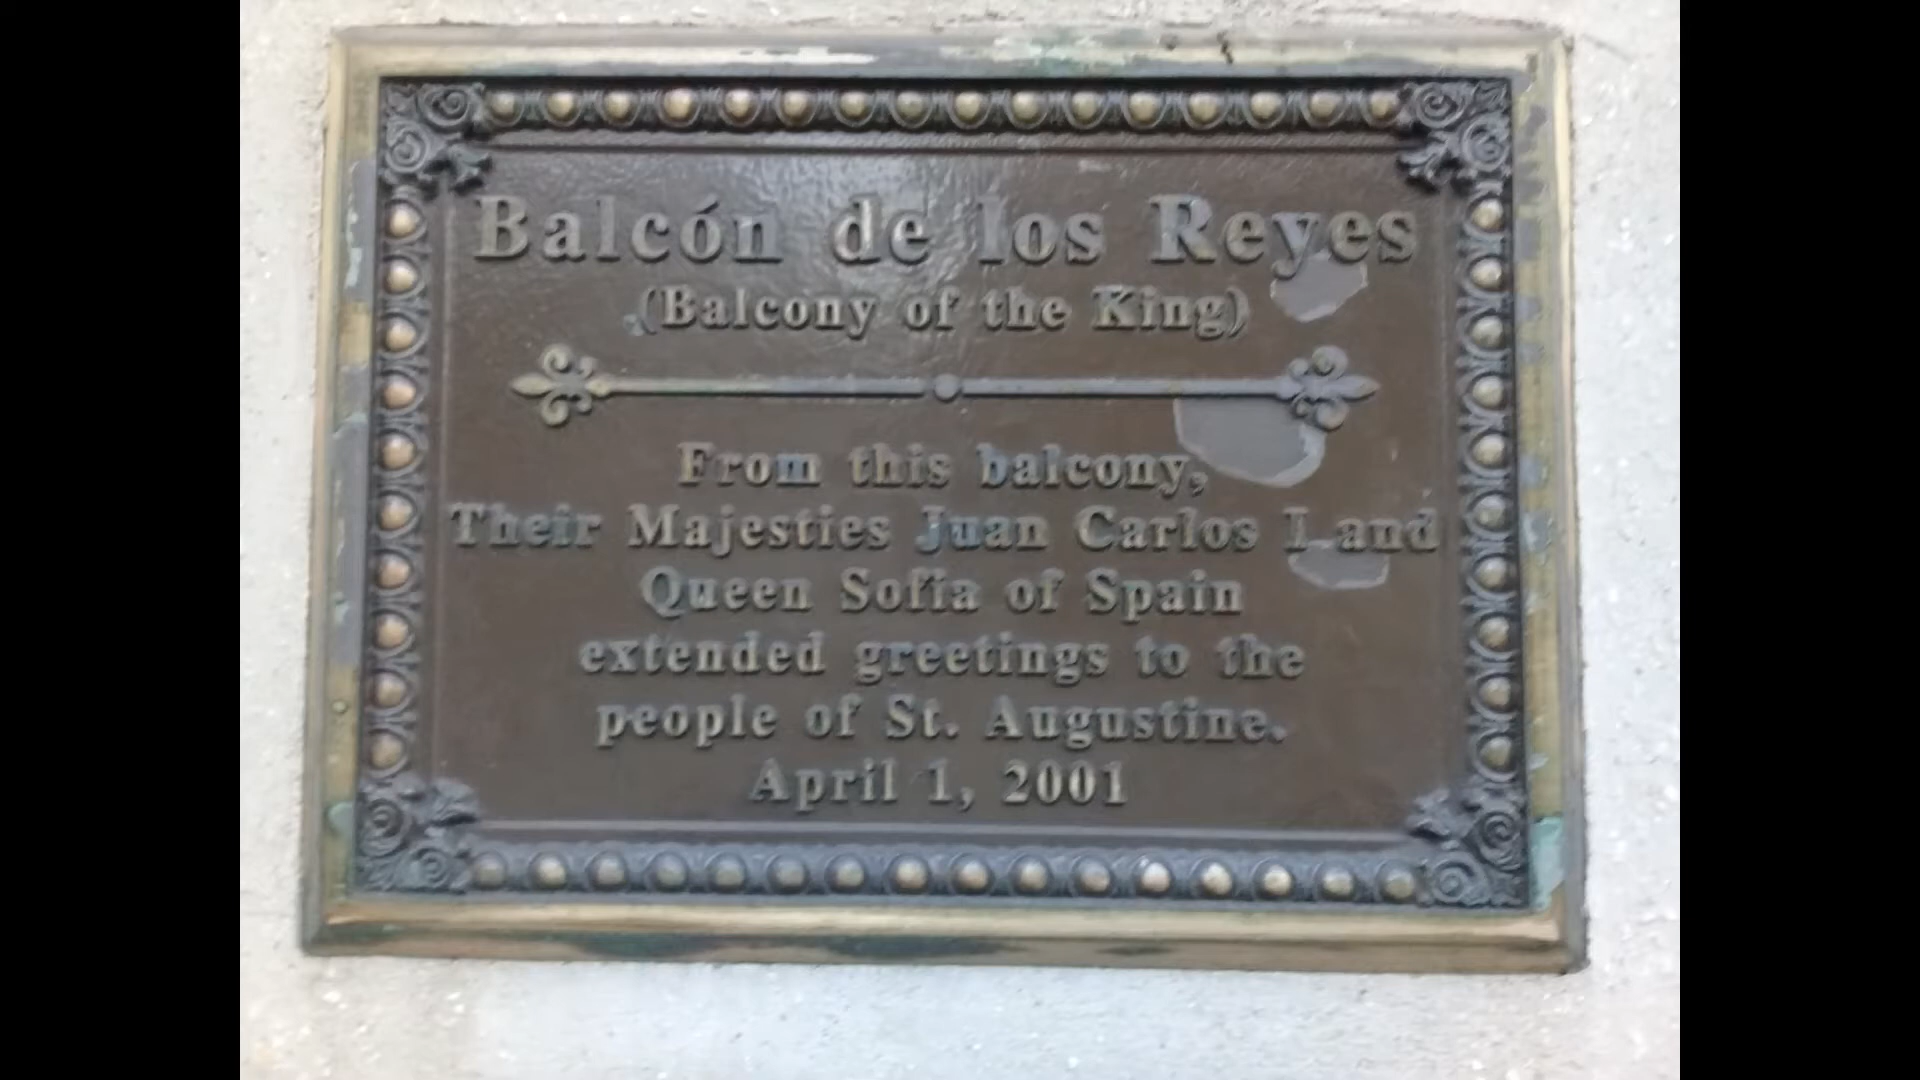 Balcón de los Reyes
(Balcony of the King)
From this balcony,
Their Majesties Juan Carlos I and
Queen Sofia of Spain
extended greetings to the
people of St. Augustine.
April 1, 2001